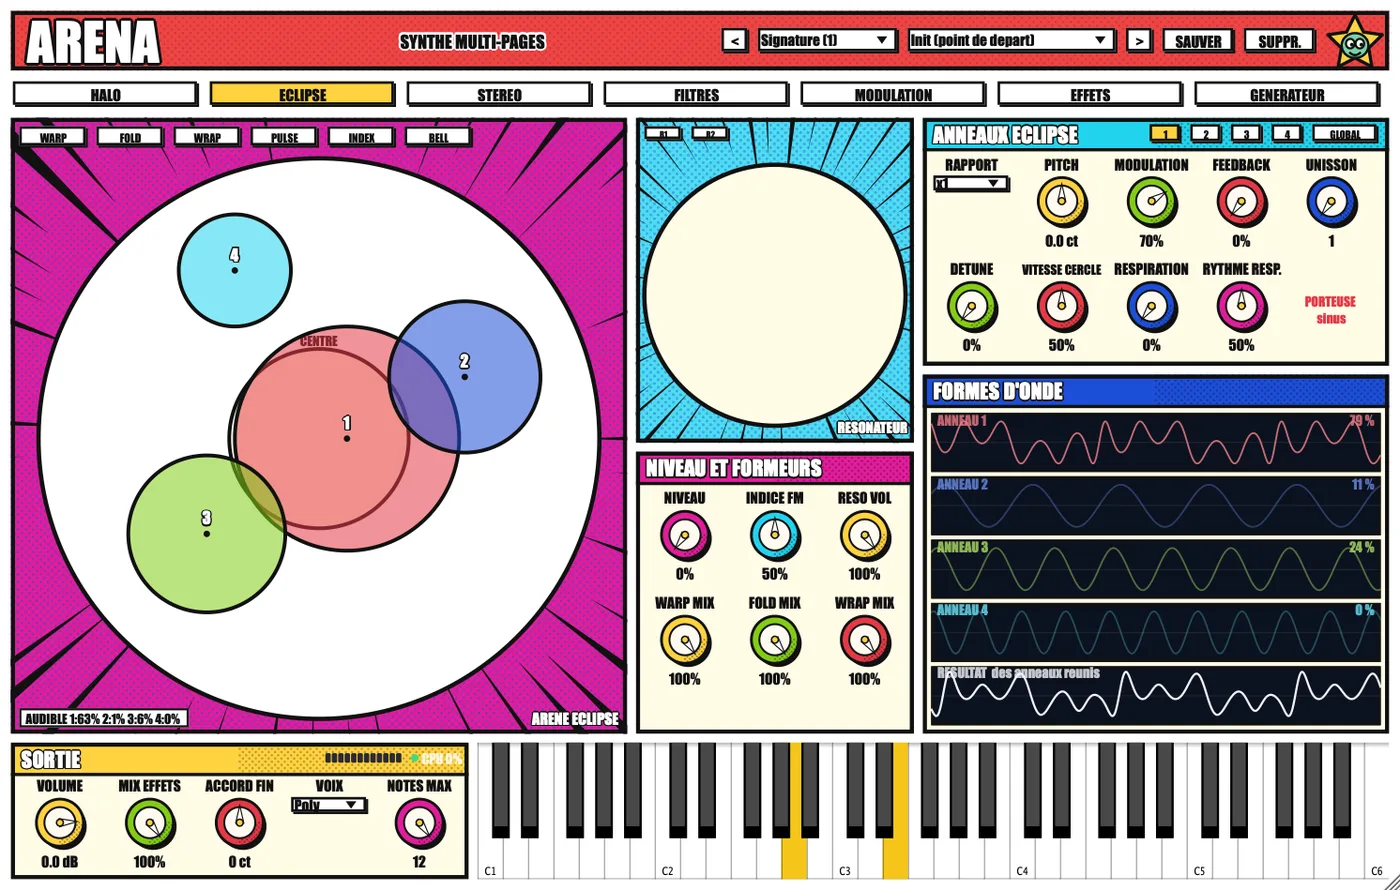 ARENA
SYNTHE MULTI-PAGES
<
Signature (1)
Init (point de depart)
>
SAUVER
SUPPR.
HALO
ECLIPSE
STEREO
FILTRES
MODULATION
EFFETS
GENERATEUR
WARP
FOLD
WRAP
PULSE
INDEX
BELL
4
CENTRE
2
1
3
AUDIBLE 1:63% 2:1% 3:6% 4:0%
ARENE ECLIPSE
R1
R2
RESONATEUR
NIVEAU ET FORMEURS
NIVEAU
INDICE FM
RESO VOL
0%
50%
100%
WARP MIX
FOLD MIX
WRAP MIX
100%
100%
100%
ANNEAUX ECLIPSE
1
2
3
4
GLOBAL
RAPPORT
PITCH
MODULATION
FEEDBACK
UNISSON
x1
0.0 ct
70%
0%
1
DETUNE
VITESSE CERCLE
RESPIRATION
RYTHME RESP.
PORTEUSE
sinus
0%
50%
0%
50%
FORMES D'ONDE
ANNEAU 1
79 %
ANNEAU 2
11 %
ANNEAU 3
24 %
ANNEAU 4
0 %
RESULTAT des anneaux reunis
SORTIE
CPU 0%
VOLUME
MIX EFFETS
ACCORD FIN
VOIX
NOTES MAX
Poly
0.0 dB
100%
0 ct
12
C1
C2
C3
C4
C5
C6